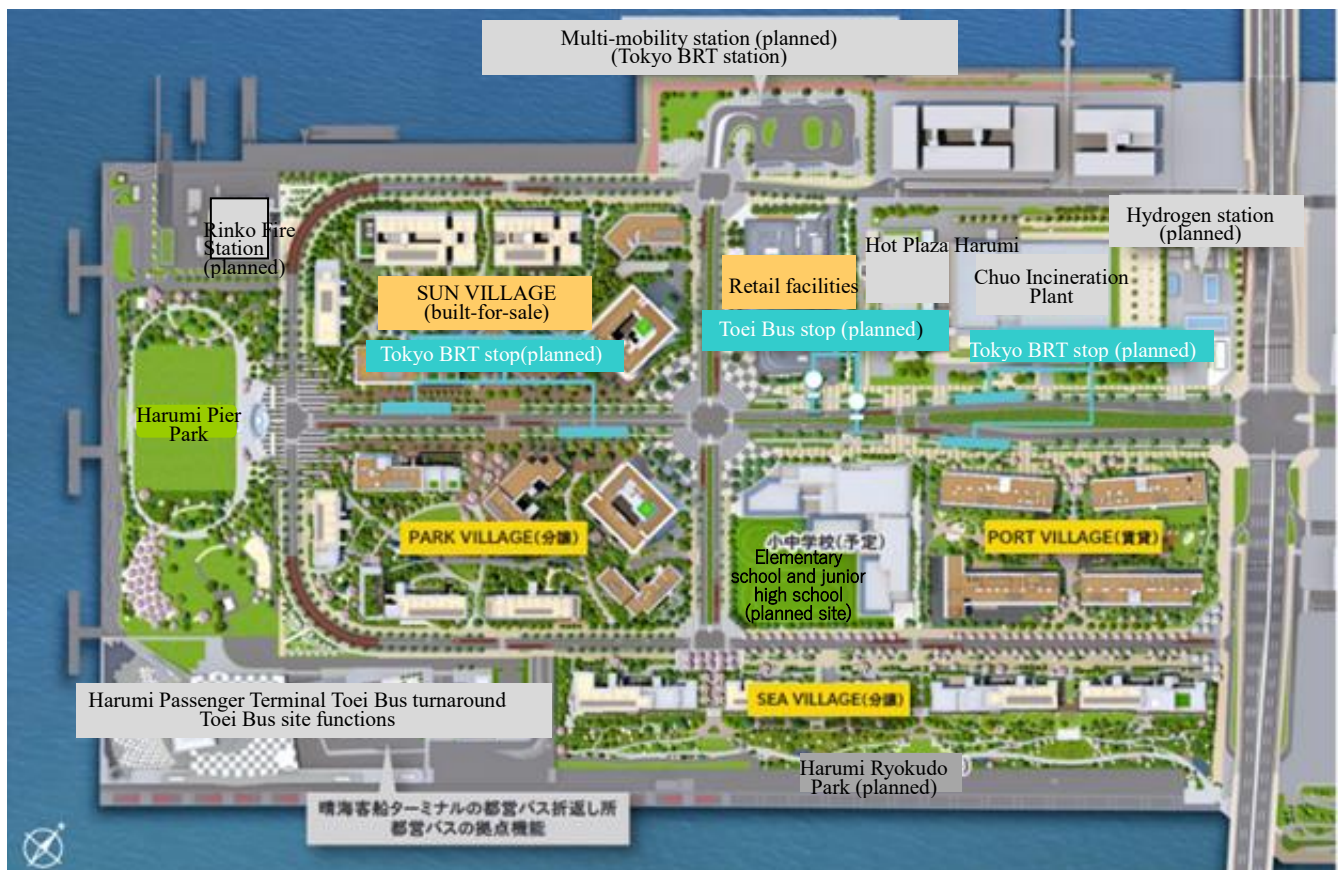 Multi-mobility station (planned)
(Tokyo BRT station)
Rinko Fire
Station
(planned)
Hydrogen station
(planned)
Hot Plaza Harumi
Chuo Incineration
Plant
SUN VILLAGE
(built-for-sale)
Retail facilities
Toei Bus stop (planned)
Tokyo BRT stop(planned)
Tokyo BRT stop (planned)
Harumi Pier
Park
PARK VILLAGE(分譲)
小中学校(予定)
Elementary
school and junior
high school
(planned site)
PORT VILLAGE(賃貸)
Harumi Passenger Terminal Toei Bus turnaround
Toei Bus site functions
SEA VILLAGE(分譲)
Harumi Ryokudo
Park (planned)
晴海客船ターミナルの都営バス折返し所
都営バスの拠点機能